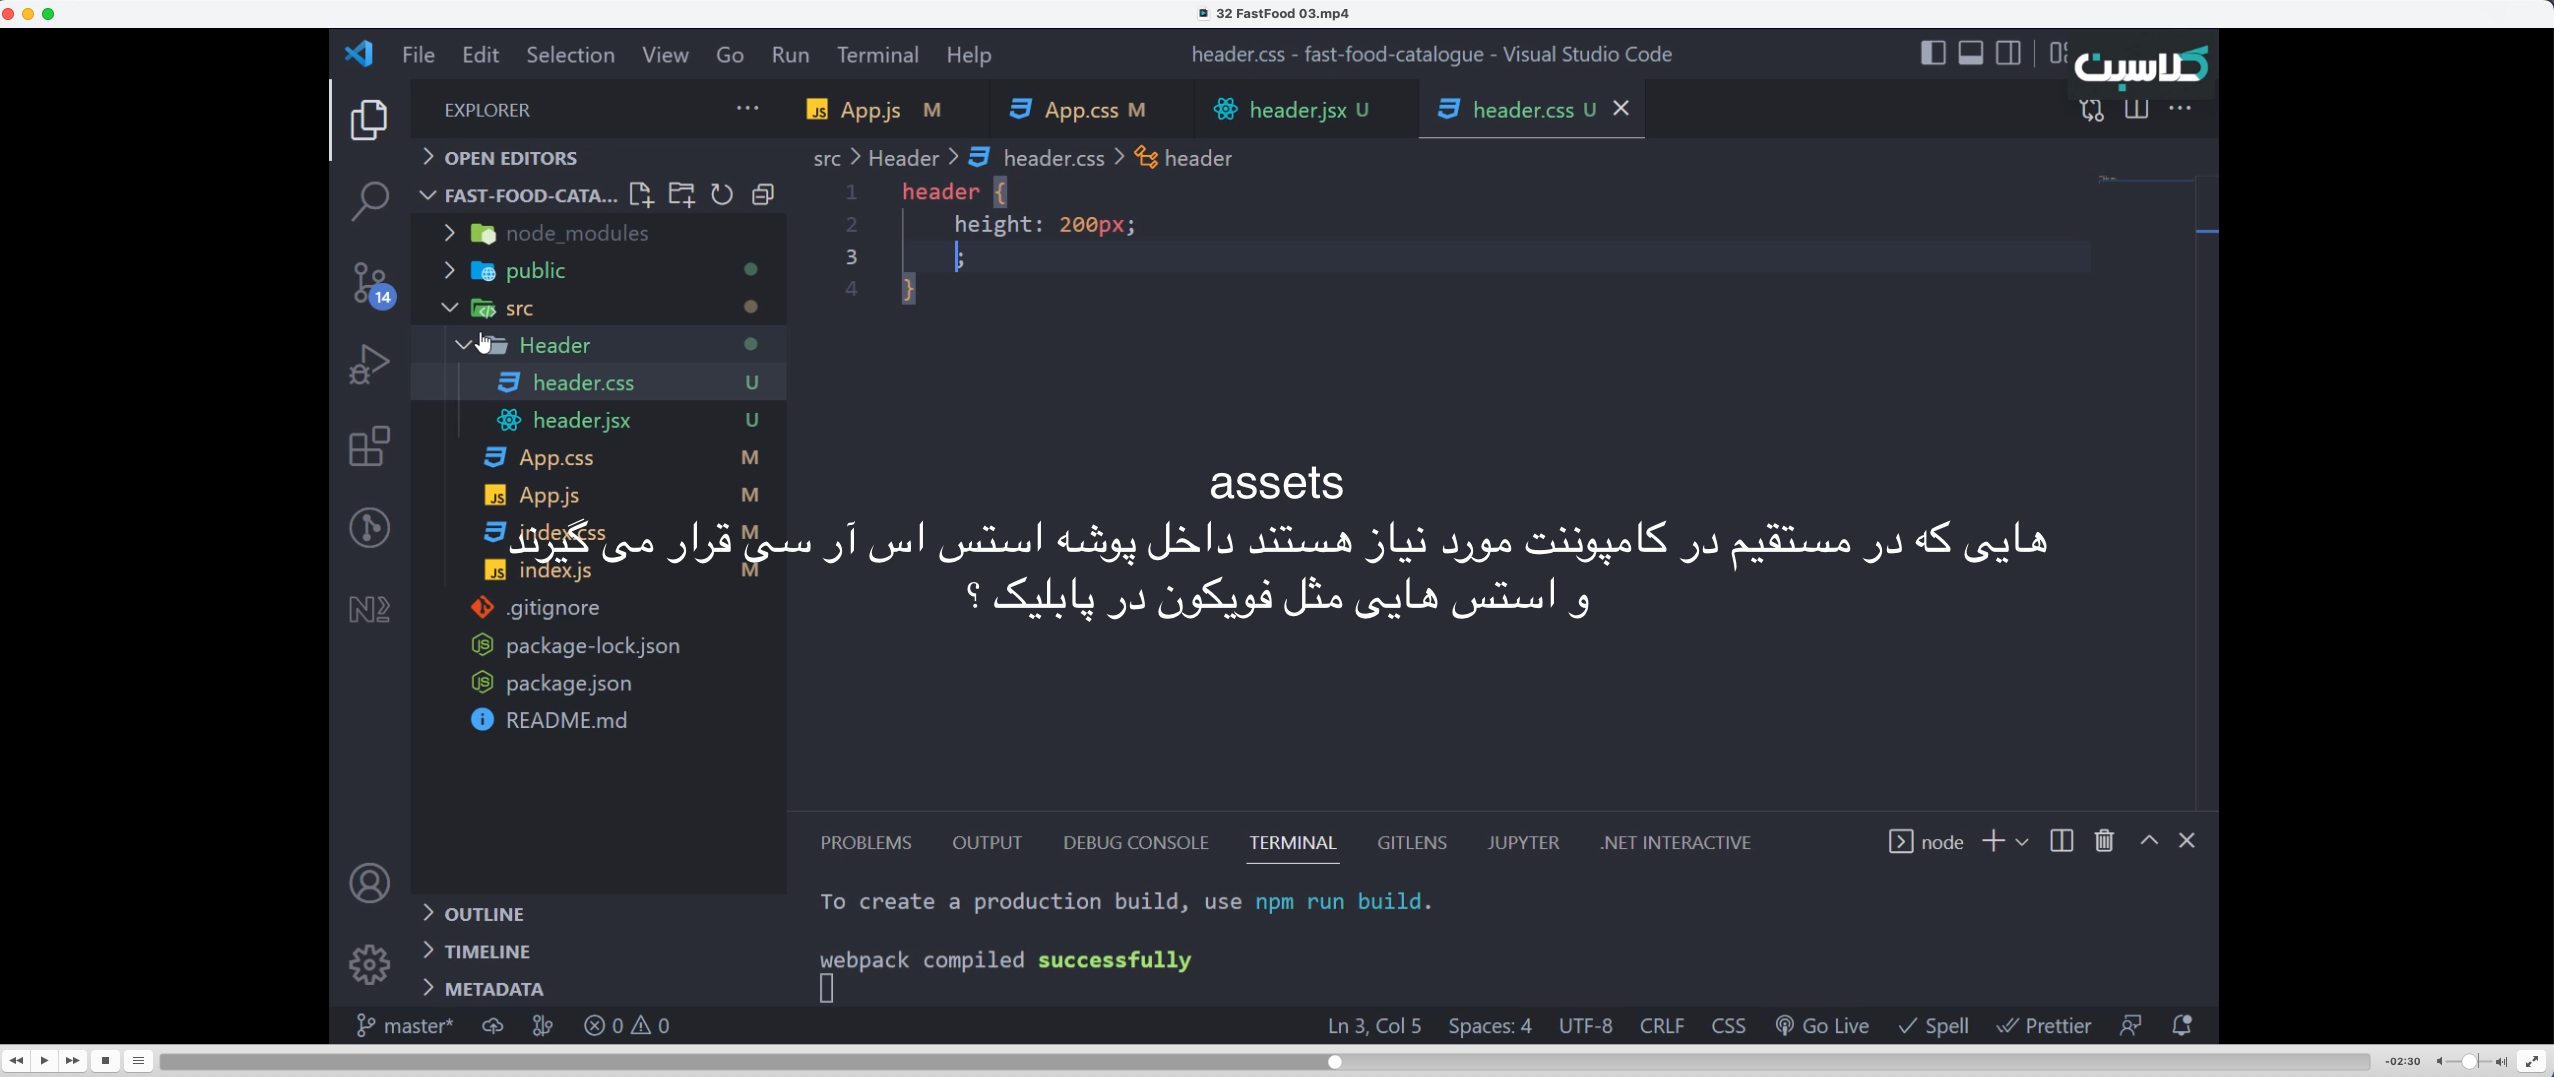 32 FastFood 03.mp4
File Edit Selection View Go Run Terminal Help
header.css - fast-food-catalogue - Visual Studio Code
کلاسبن
EXPLORER
App.js M
App.css M
header.jsx U
header.css U
OPEN EDITORS
src > Header > header.css > header
FAST-FOOD-CATA...
1 header {
2 height: 200px;
3 ;
4 }
node_modules
public
14
src
Header
header.css U
header.jsx U
App.css M
App.js M
index.css M
index.js M
.gitignore
package-lock.json
package.json
README.md
assets
هایی که در مستقیم در کامپوننت مورد نیاز هستند داخل پوشه استس اس آر سی قرار می گیرند
و استس هایی مثل فویکون در پابلیک ؟
PROBLEMS OUTPUT DEBUG CONSOLE TERMINAL GITLENS JUPYTER .NET INTERACTIVE
node
To create a production build, use npm run build.
webpack compiled successfully
OUTLINE
TIMELINE
METADATA
master* 0 0
Ln 3, Col 5 Spaces: 4 UTF-8 CRLF CSS Go Live Spell Prettier
-02:30